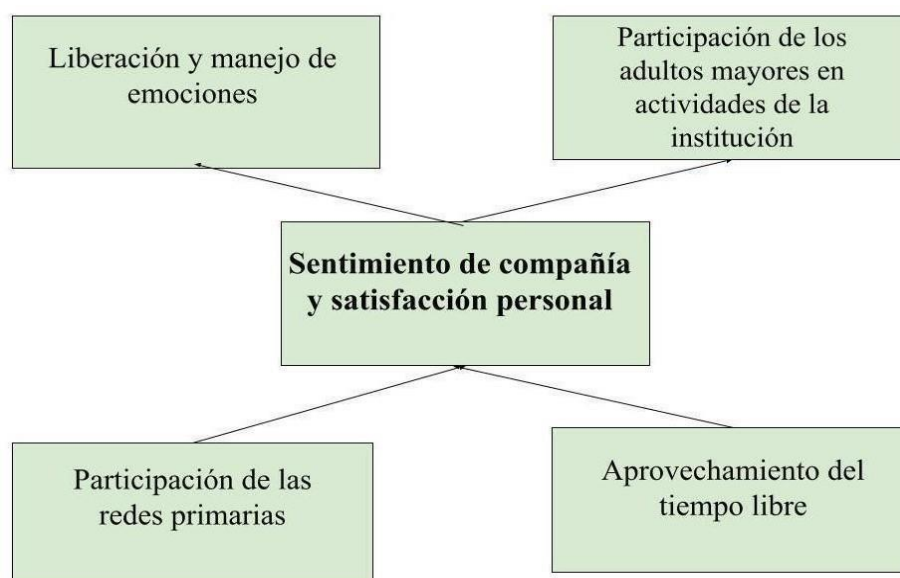 Liberación y manejo de
emociones
Participación de los
adultos mayores en
actividades de la
institución
Sentimiento de compañía
y satisfacción personal
Participación de las
redes primarias
Aprovechamiento del
tiempo libre